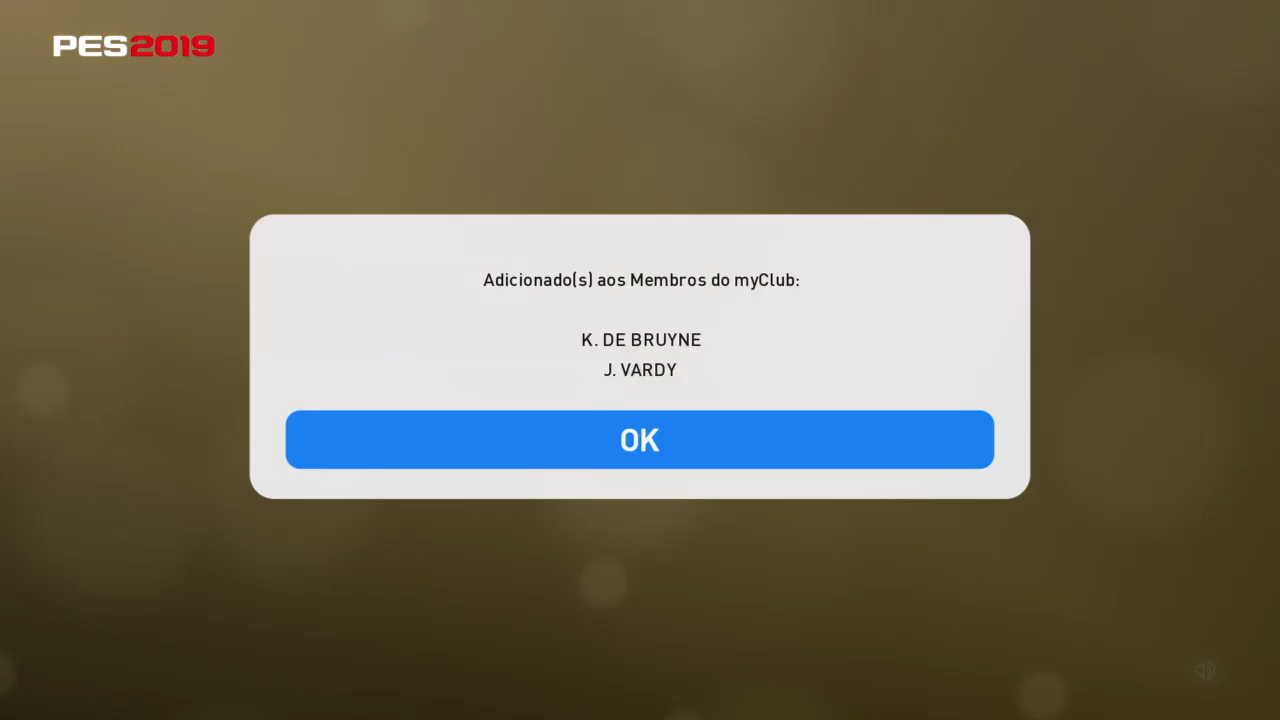 PES2019
Adicionado(s) aos Membros do myClub:
K. DE BRUYNE
J. VARDY
OK